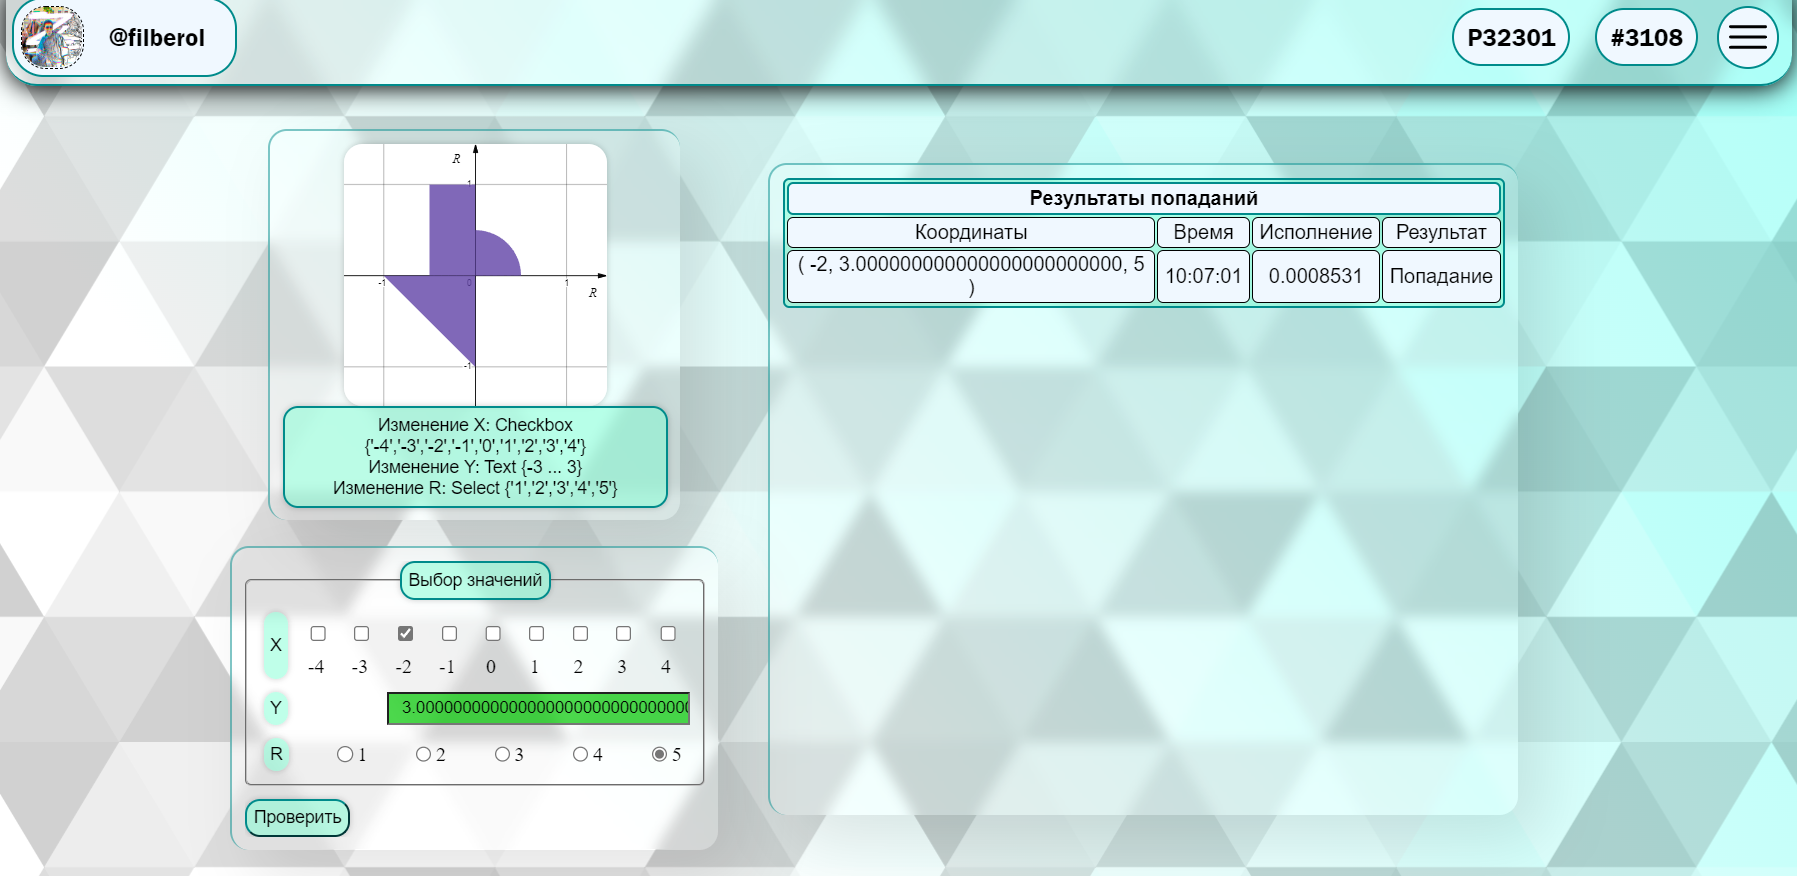 @filberol
P32301
#3108
R
1
-1
0
1
R
-1
Изменение X: Checkbox
{'-4','-3','-2','-1','0','1','2','3','4'}
Изменение Y: Text {-3 ... 3}
Изменение R: Select {'1','2','3','4','5'}
Результаты попаданий
Координаты Время Исполнение Результат
( -2, 3.000000000000000000000000, 5
) 10:07:01 0.0008531 Попадание
Выбор значений
X
-4 -3 -2 -1 0 1 2 3 4
Y 3.0000000000000000000000000000000
R 1 2 3 4 5
Проверить